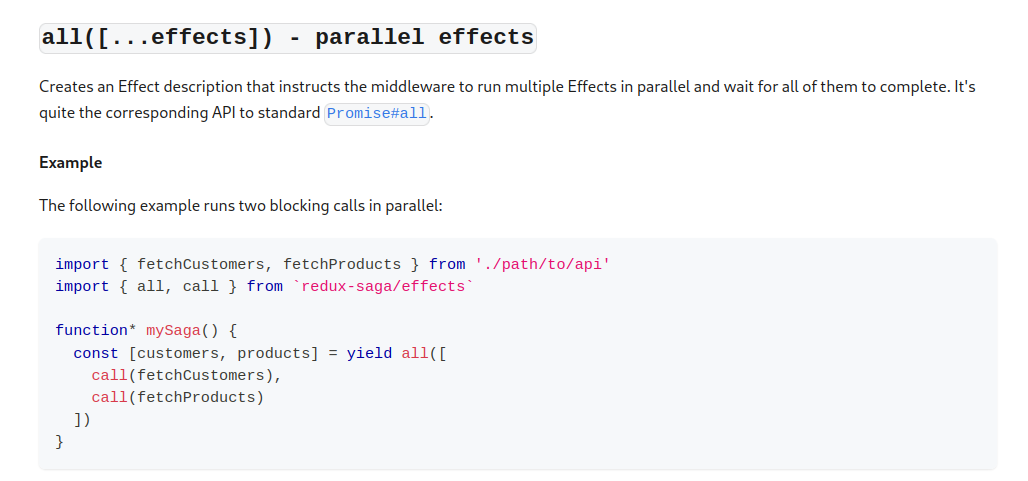 all([...effects]) - parallel effects
Creates an Effect description that instructs the middleware to run multiple Effects in parallel and wait for all of them to complete. It's
quite the corresponding API to standard Promise#all.
Example
The following example runs two blocking calls in parallel:
import { fetchCustomers, fetchProducts } from './path/to/api'
import { all, call } from `redux-saga/effects`
function* mySaga() {
  const [customers, products] = yield all([
    call(fetchCustomers),
    call(fetchProducts)
  ])
}